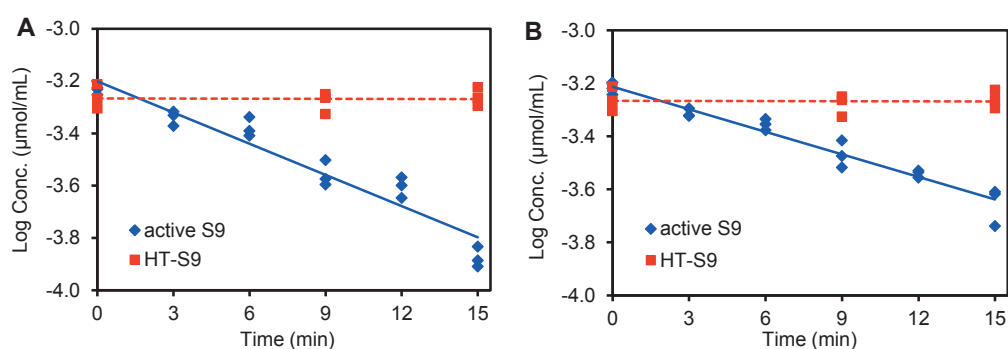 A
-3.0
-3.2
-3.4
-3.6
-3.8
-4.0
Log Conc. (µmol/mL)
active S9
HT-S9
0 3 6 9 12 15
Time (min)
B
-3.0
-3.2
-3.4
-3.6
-3.8
-4.0
Log Conc. (µmol/mL)
active S9
HT-S9
0 3 6 9 12 15
Time (min)